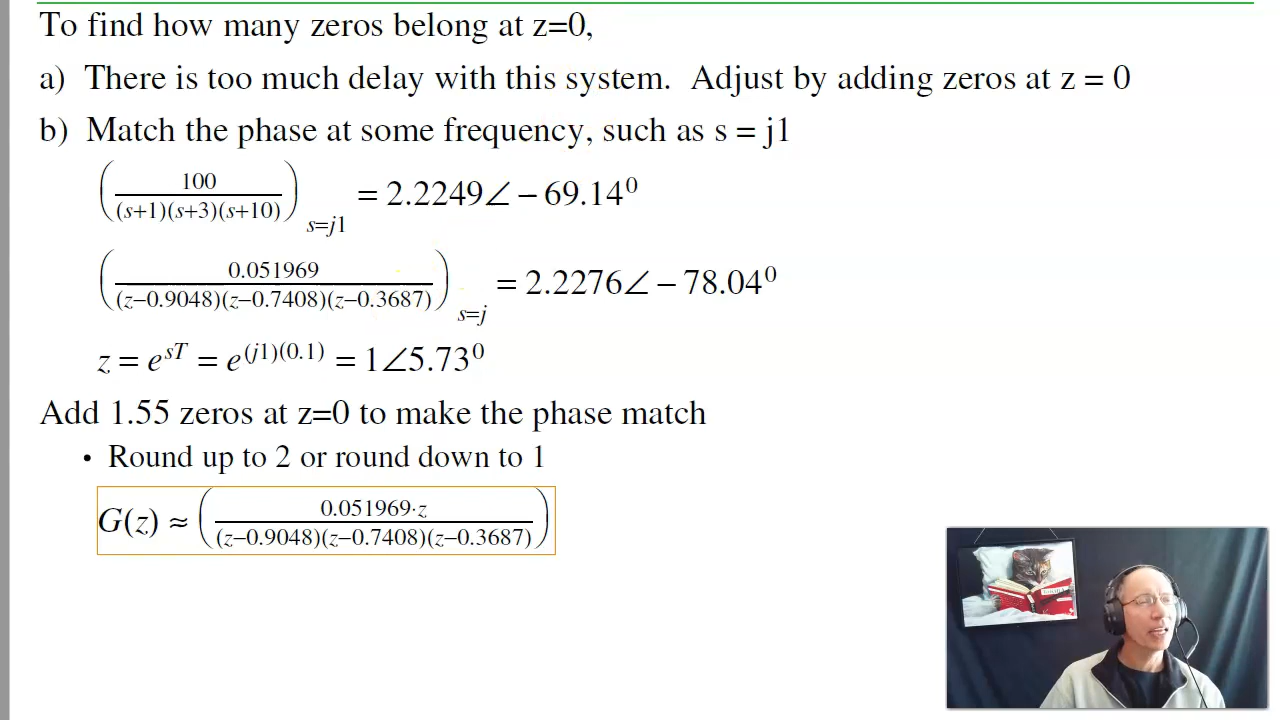 To find how many zeros belong at z=0,
a) There is too much delay with this system. Adjust by adding zeros at z = 0
b) Match the phase at some frequency, such as s = j1
(100/((s+1)(s+3)(s+10)))_{s=j1} = 2.2249∠−69.14⁰
(0.051969/((z−0.9048)(z−0.7408)(z−0.3687)))_{s=j} = 2.2276∠−78.04⁰
z = e^{sT} = e^{(j1)(0.1)} = 1∠5.73⁰
Add 1.55 zeros at z=0 to make the phase match
• Round up to 2 or round down to 1
G(z) ≈ (0.051969·z/((z−0.9048)(z−0.7408)(z−0.3687)))